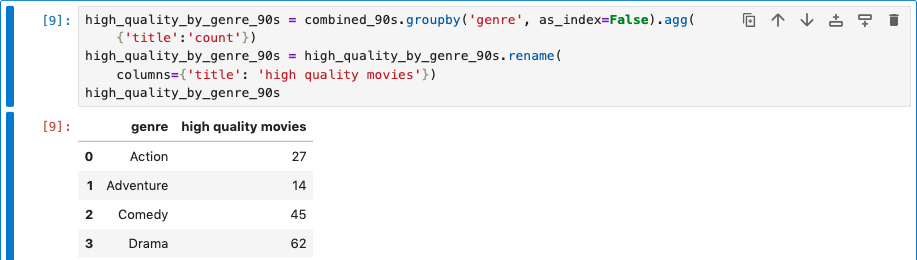 [9]: high_quality_by_genre_90s = combined_90s.groupby('genre', as_index=False).agg(
{'title':'count'})
high_quality_by_genre_90s = high_quality_by_genre_90s.rename(
columns={'title': 'high quality movies'})
high_quality_by_genre_90s
[9]: genre high quality movies
0 Action 27
1 Adventure 14
2 Comedy 45
3 Drama 62